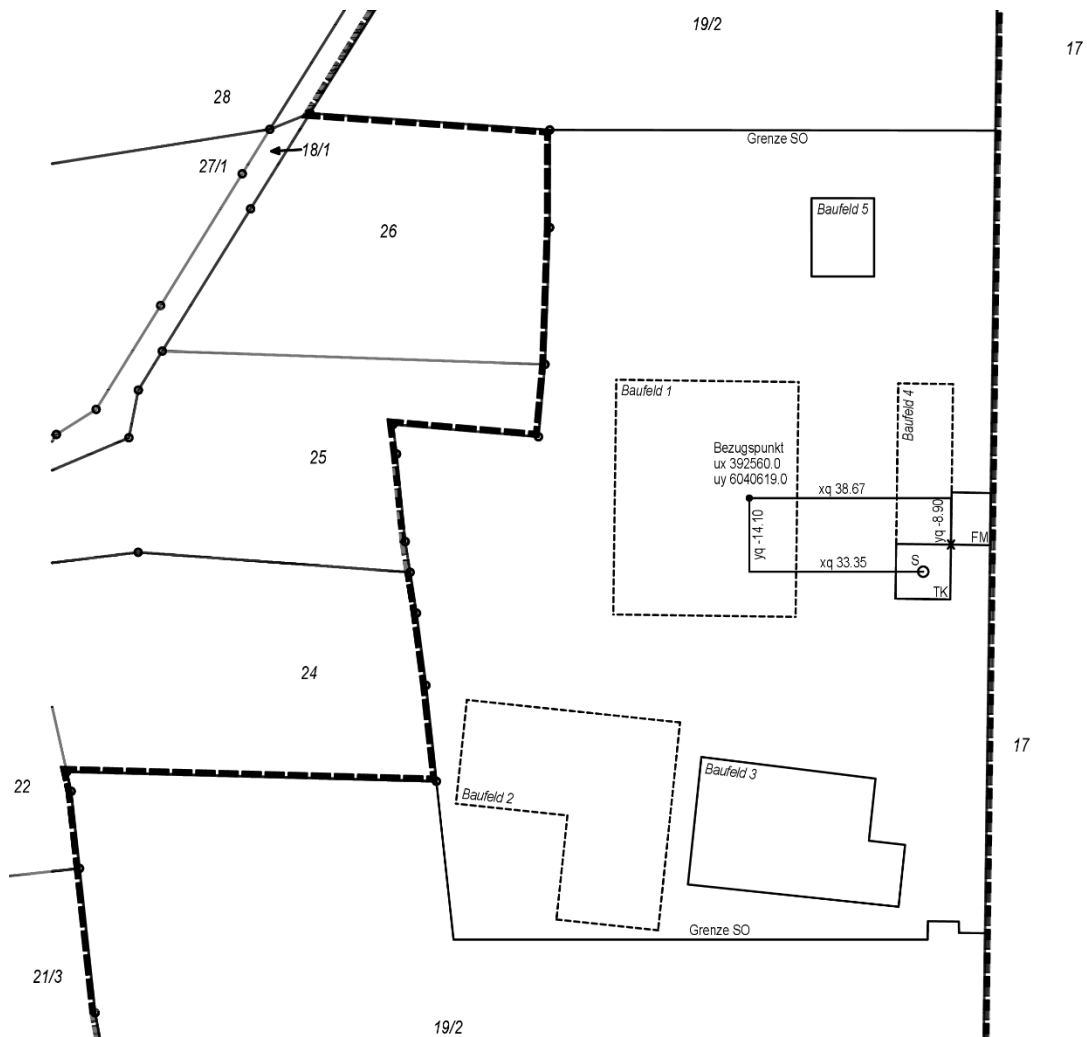 19/2
17
28
Grenze SO
18/1
27/1
Baufeld 5
26
Baufeld 1
Baufeld 4
Bezugspunkt
ux 392560.0
uy 6040619.0
25
xq 38.67
yq -14.10
yq -8.90
FM
S
xq 33.35
TK
24
17
Baufeld 3
22
Baufeld 2
Grenze SO
21/3
19/2